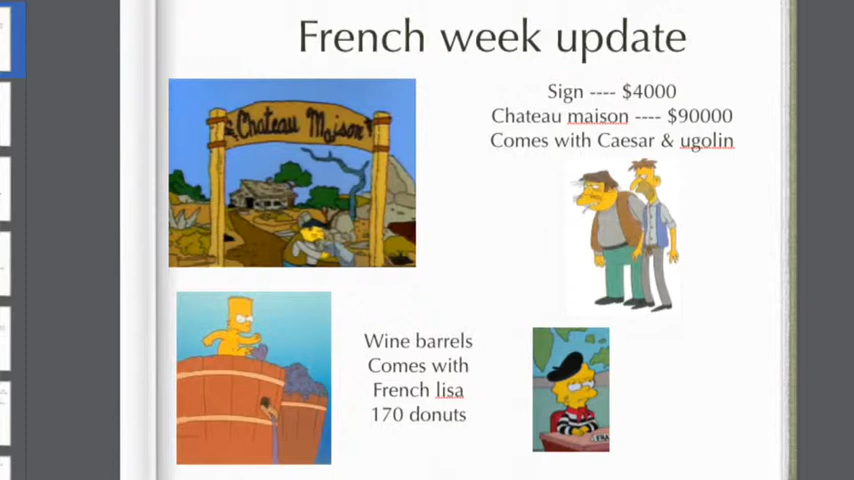 French week update
Chateau Maison
Sign ---- $4000
Chateau maison ---- $90000
Comes with Caesar & ugolin
Wine barrels
Comes with
French lisa
170 donuts